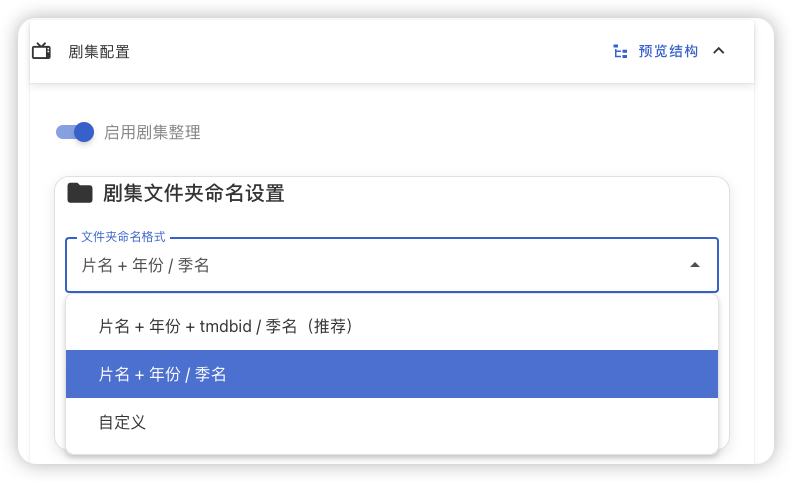 剧集配置
预览结构
启用剧集整理
剧集文件夹命名设置
文件夹命名格式
片名 + 年份 / 季名
片名 + 年份 + tmdbid / 季名（推荐）
片名 + 年份 / 季名
自定义